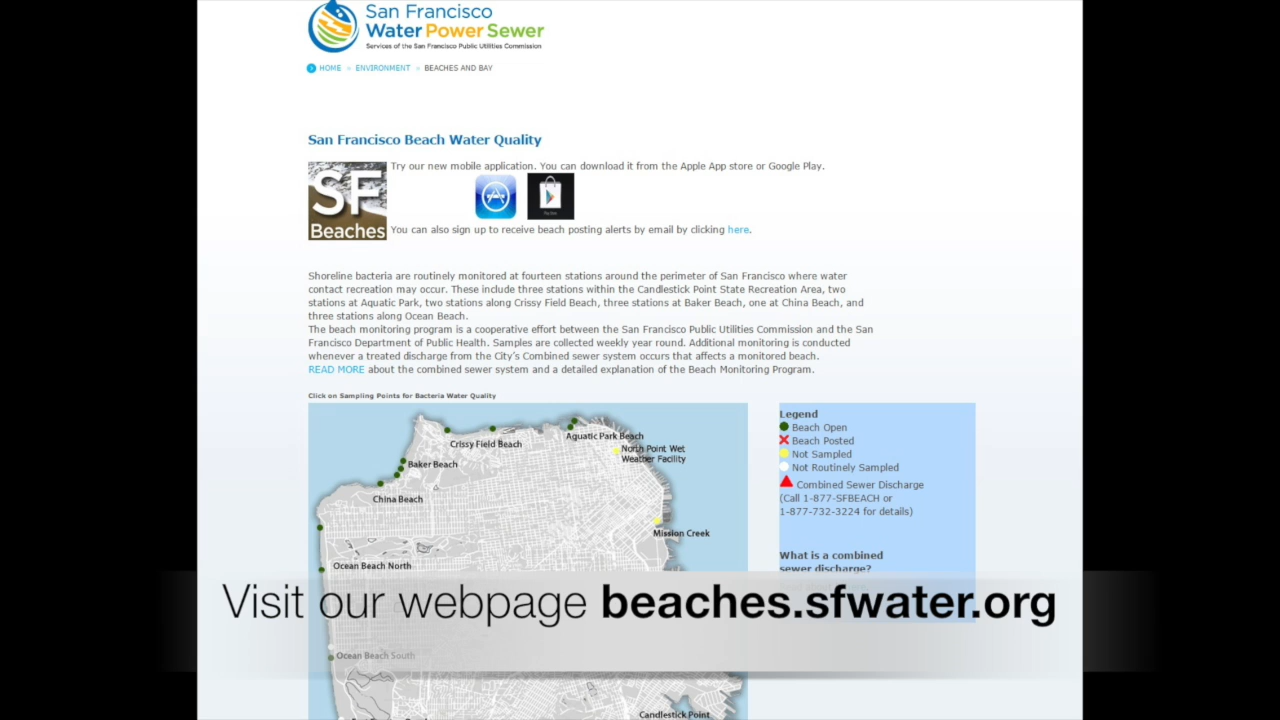 San Francisco
Water Power Sewer
Services of the San Francisco Public Utilities Commission
HOME » ENVIRONMENT » BEACHES AND BAY
San Francisco Beach Water Quality
SF
Beaches
Try our new mobile application. You can download it from the Apple App store or Google Play.
You can also sign up to receive beach posting alerts by email by clicking here.
Shoreline bacteria are routinely monitored at fourteen stations around the perimeter of San Francisco where water
contact recreation may occur. These include three stations within the Candlestick Point State Recreation Area, two
stations at Aquatic Park, two stations along Crissy Field Beach, three stations at Baker Beach, one at China Beach, and
three stations along Ocean Beach.
The beach monitoring program is a cooperative effort between the San Francisco Public Utilities Commission and the San
Francisco Department of Public Health. Samples are collected weekly year round. Additional monitoring is conducted
whenever a treated discharge from the City's Combined sewer system occurs that affects a monitored beach.
READ MORE about the combined sewer system and a detailed explanation of the Beach Monitoring Program.
Click on Sampling Points for Bacteria Water Quality
Crissy Field Beach
Aquatic Park Beach
North Point Wet
Weather Facility
Baker Beach
China Beach
Mission Creek
Ocean Beach North
Ocean Beach South
Candlestick Point
Legend
Beach Open
Beach Posted
Not Sampled
Not Routinely Sampled
Combined Sewer Discharge
(Call 1-877-SFBEACH or
1-877-732-3224 for details)
What is a combined
sewer discharge?
Visit our webpage beaches.sfwater.org